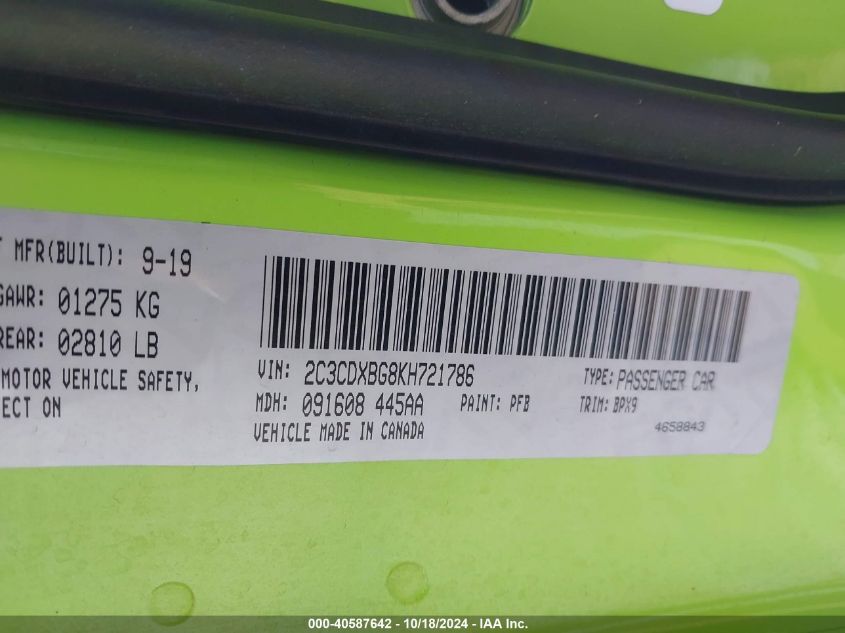 MFR(BUILT): 9-19
GAWR: 01275 KG
REAR: 02810 LB
MOTOR VEHICLE SAFETY,
ECT ON
VIN: 2C3CDXBG8KH721786 TYPE: PASSENGER CAR
MDH: 091608 445AA PAINT: PFB TRIM: BPX9
VEHICLE MADE IN CANADA 4658843
000-40587642 - 10/18/2024 - IAA Inc.